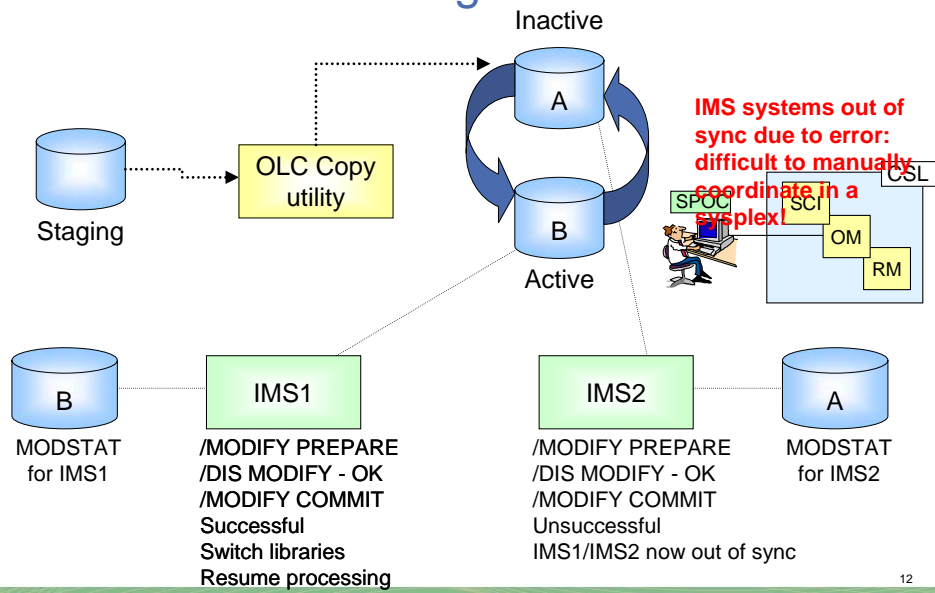 Inactive
A
IMS systems out of
sync due to error:
difficult to manually
coordinate in a
sysplex!
CSL
SPOC
SCI
OM
RM
OLC Copy
utility
Staging
B
Active
B
IMS1
IMS2
A
MODSTAT
for IMS1
/MODIFY PREPARE
/DIS MODIFY - OK
/MODIFY COMMIT
Successful
Switch libraries
Resume processing
/MODIFY PREPARE
/DIS MODIFY - OK
/MODIFY COMMIT
Unsuccessful
IMS1/IMS2 now out of sync
MODSTAT
for IMS2
12